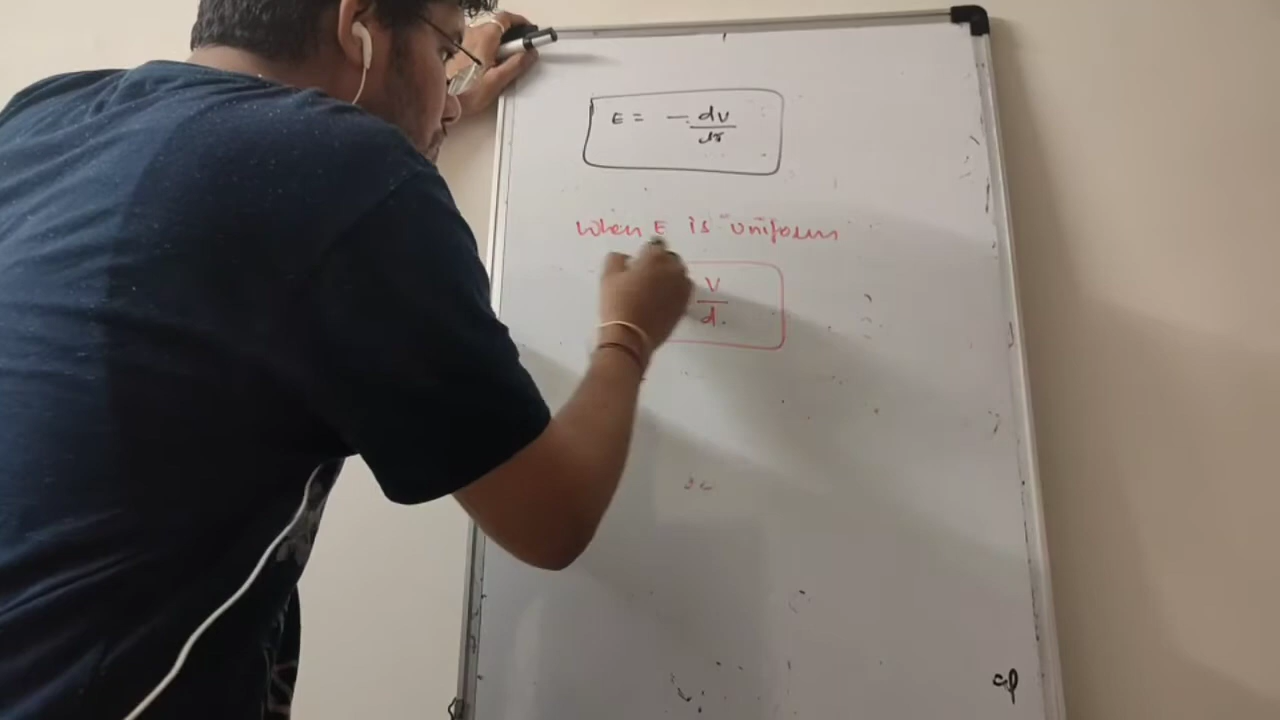 E = - dv/dr
When E is uniform
V/d.